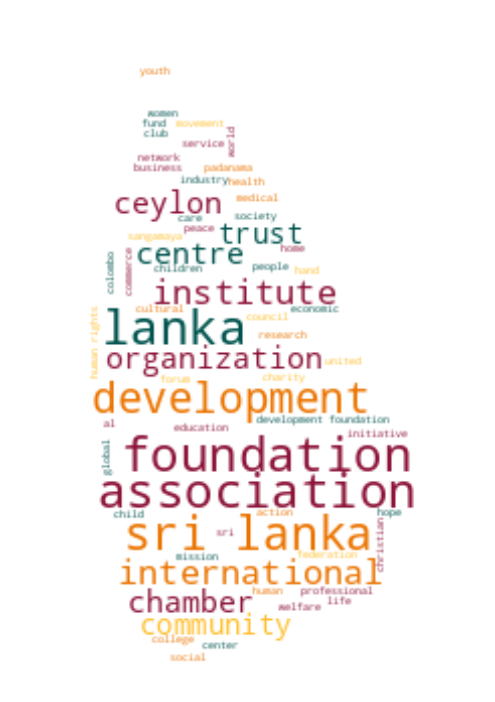 youth
women
fund movement
club
world
service
network
business padanama
industry health
medical
ceylon
care society
peace trust
sangamaya
centre home
children people hand
colombo
commerce
institute
cultural economic
council
lanka
human rights
research
organization united
forum charity
development
al development foundation
education initiative
foundation
global
association
child action hope
sri lanka
sri
christian
mission federation
international
human professional
chamber life
welfare
community
college center
social